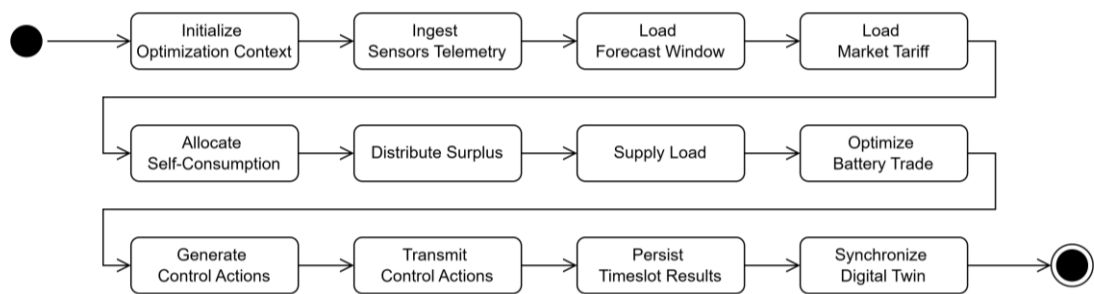 Initialize
Optimization Context
Ingest
Sensors Telemetry
Load
Forecast Window
Load
Market Tariff
Allocate
Self-Consumption
Distribute Surplus
Supply Load
Optimize
Battery Trade
Generate
Control Actions
Transmit
Control Actions
Persist
Timeslot Results
Synchronize
Digital Twin